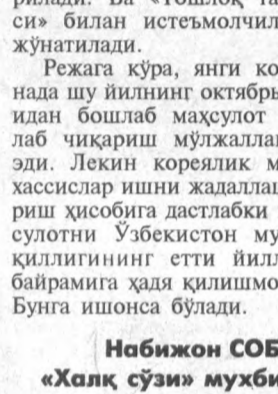 си» билан истеъмолчил
жўнатилади.
Режага кўра, янги ко
нада шу йилнинг октябрь
идан бошлаб маҳсулот
лаб чиқариш мўлжаллан
эди. Лекин кореялик м
хассислар ишни жадаллаш
риш ҳисобига дастлабки
сулотни Ўзбекистон му
қиллигининг етти йилл
байрамига ҳадя қилишмо
Бунга ишонса бўлади.
Набижон СОБ
«Халқ сўзи» мухби